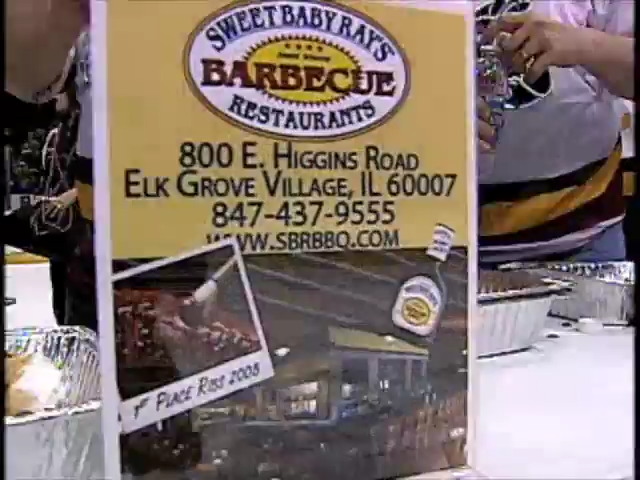 SWEET BABY RAY'S
BARBECUE
RESTAURANTS
800 E. HIGGINS ROAD
ELK GROVE VILLAGE, IL 60007
847-437-9555
WWW.SBRBBQ.COM
1ST PLACE RIBS 2008